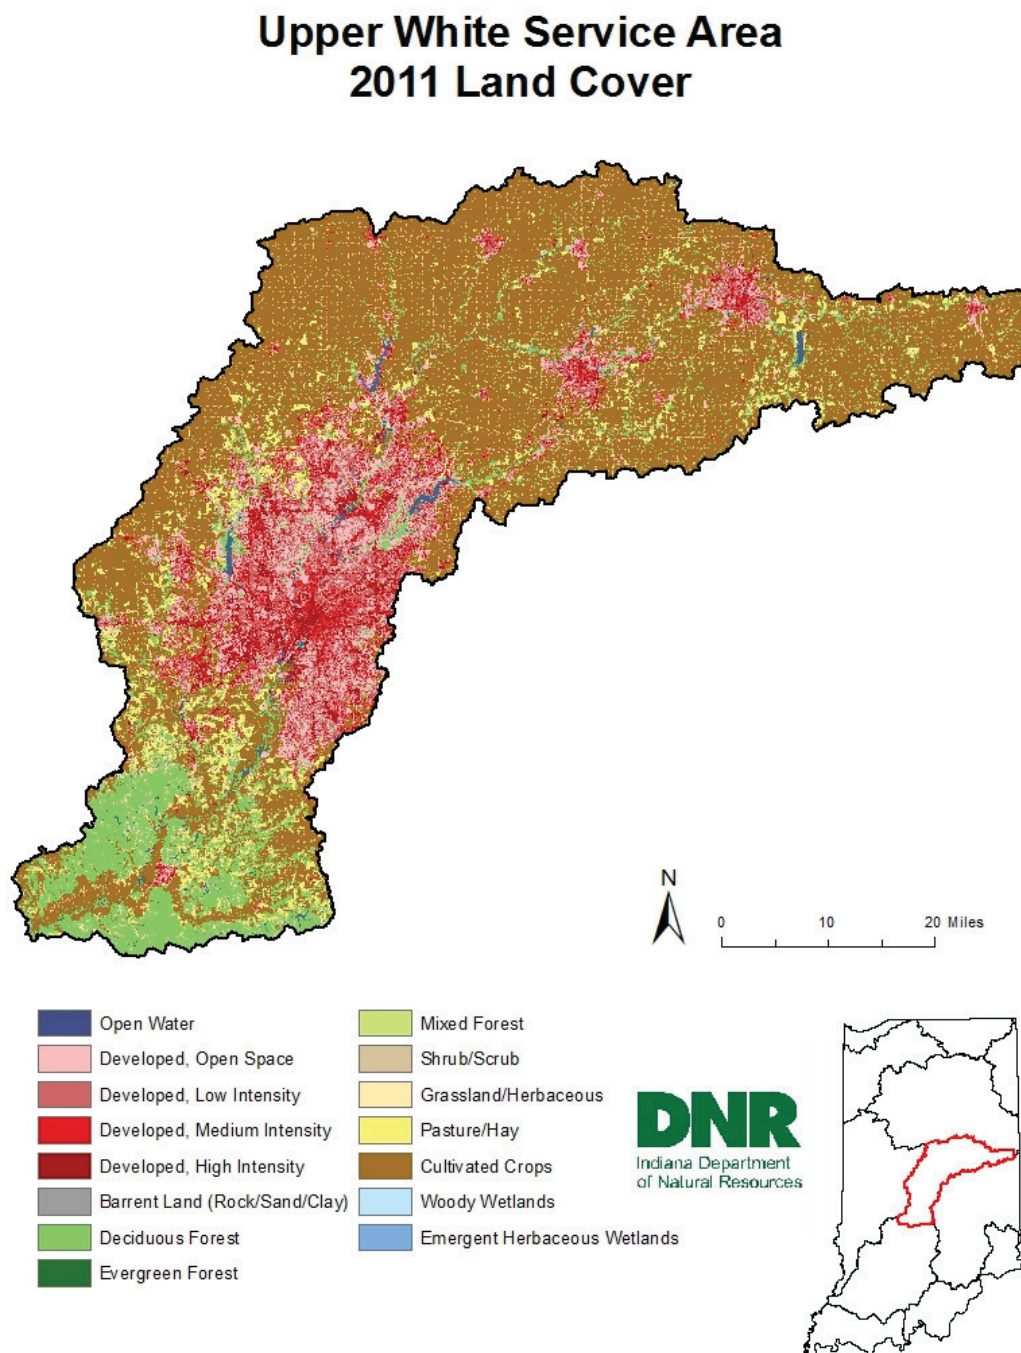 Upper White Service Area
2011 Land Cover
N
0 10 20 Miles
Open Water
Developed, Open Space
Developed, Low Intensity
Developed, Medium Intensity
Developed, High Intensity
Barrent Land (Rock/Sand/Clay)
Deciduous Forest
Evergreen Forest
Mixed Forest
Shrub/Scrub
Grassland/Herbaceous
Pasture/Hay
Cultivated Crops
Woody Wetlands
Emergent Herbaceous Wetlands
DNR
Indiana Department
of Natural Resources